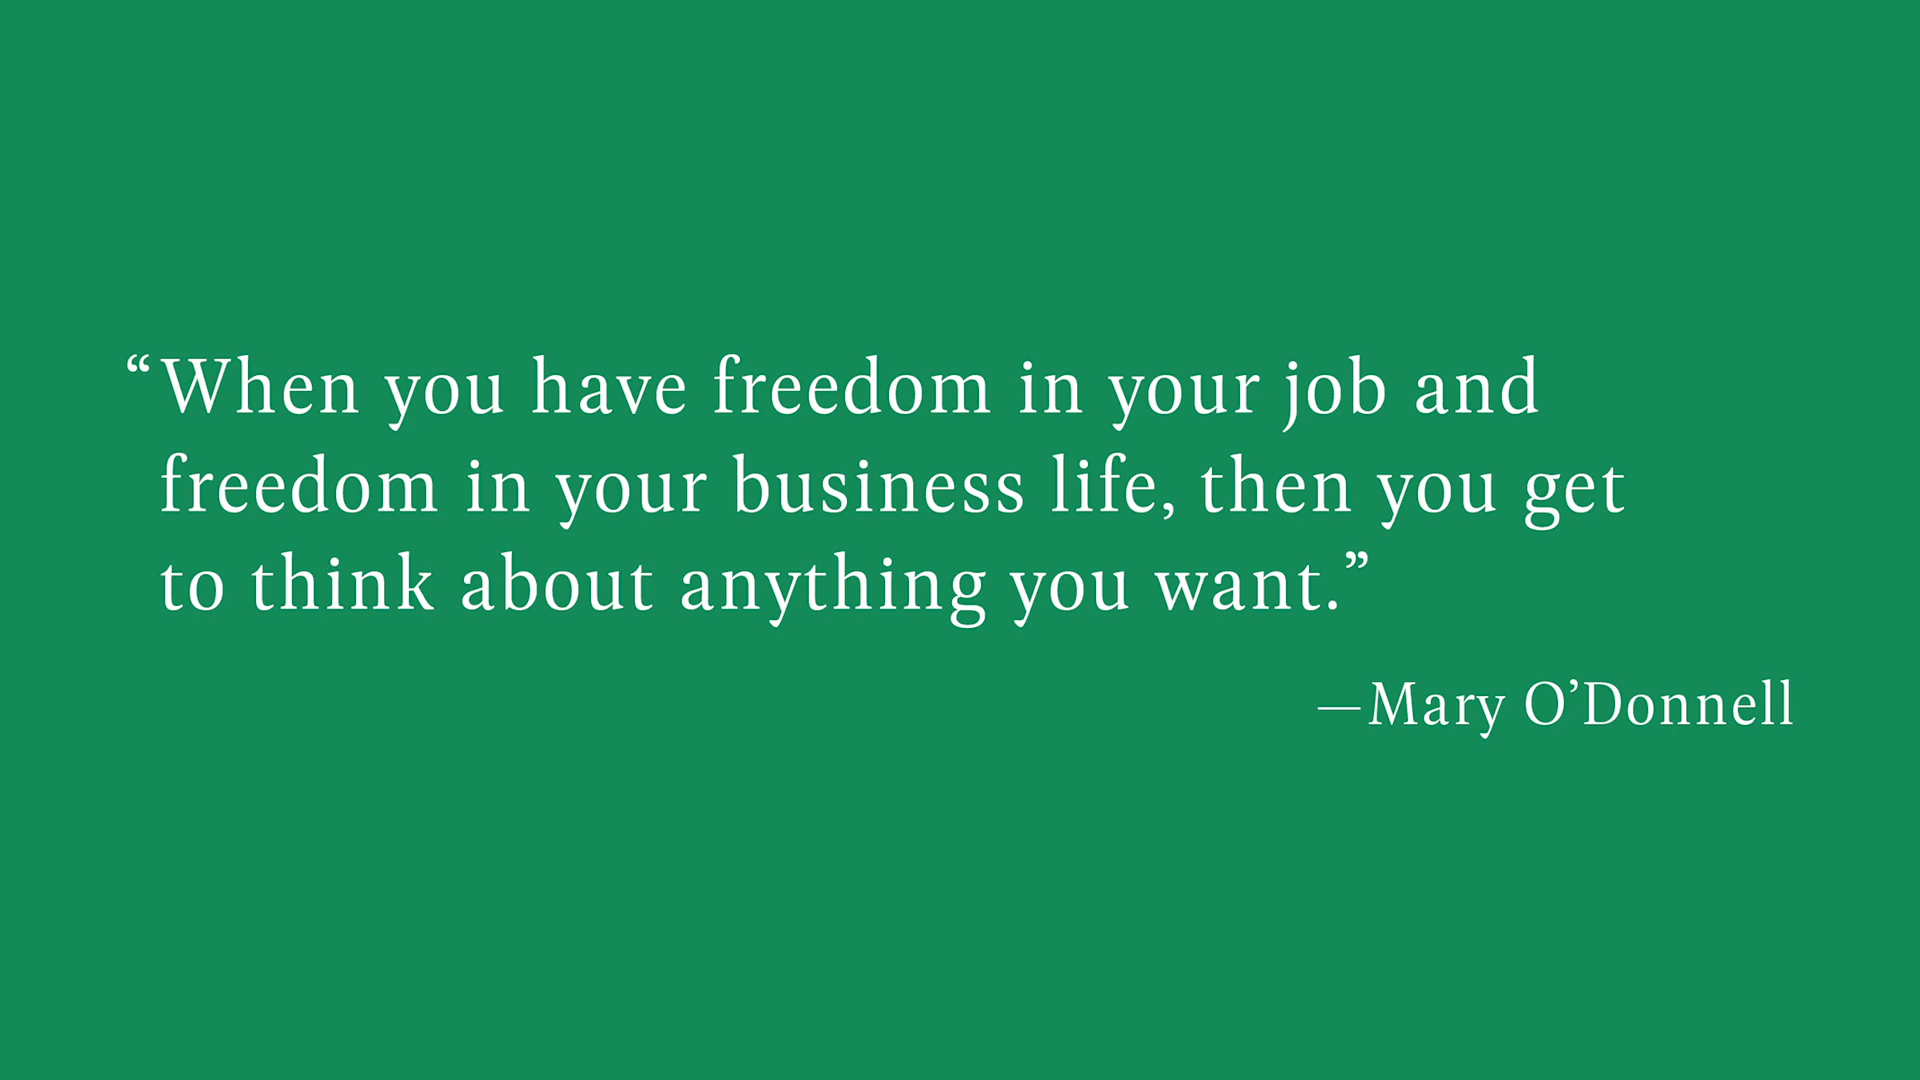 “When you have freedom in your job and
freedom in your business life, then you get
to think about anything you want.”
—Mary O’Donnell